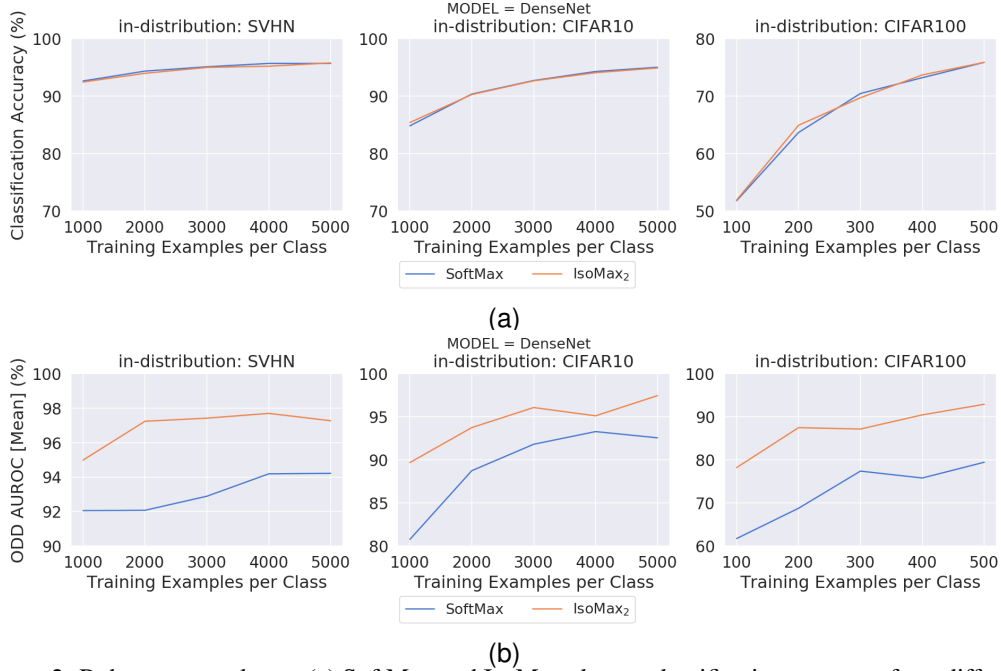 MODEL = DenseNet
in-distribution: SVHN in-distribution: CIFAR10 in-distribution: CIFAR100
Classification Accuracy (%)
100 100 80
90 90 70
80 80 60
70 70 50
1000 2000 3000 4000 5000 1000 2000 3000 4000 5000 100 200 300 400 500
Training Examples per Class Training Examples per Class Training Examples per Class
SoftMax IsoMax₂
(a)
MODEL = DenseNet
in-distribution: SVHN in-distribution: CIFAR10 in-distribution: CIFAR100
ODD AUROC [Mean] (%)
100 100 100
98 95 90
96 90 80
94 85 70
92 80 60
90
1000 2000 3000 4000 5000 1000 2000 3000 4000 5000 100 200 300 400 500
Training Examples per Class Training Examples per Class Training Examples per Class
SoftMax IsoMax₂
(b)